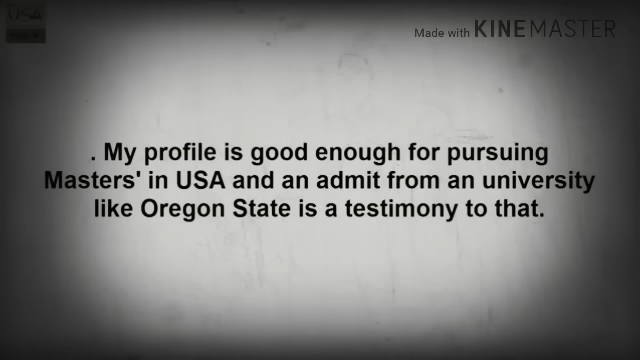 USA
Made with KINEMASTER
. My profile is good enough for pursuing
Masters' in USA and an admit from an university
like Oregon State is a testimony to that.